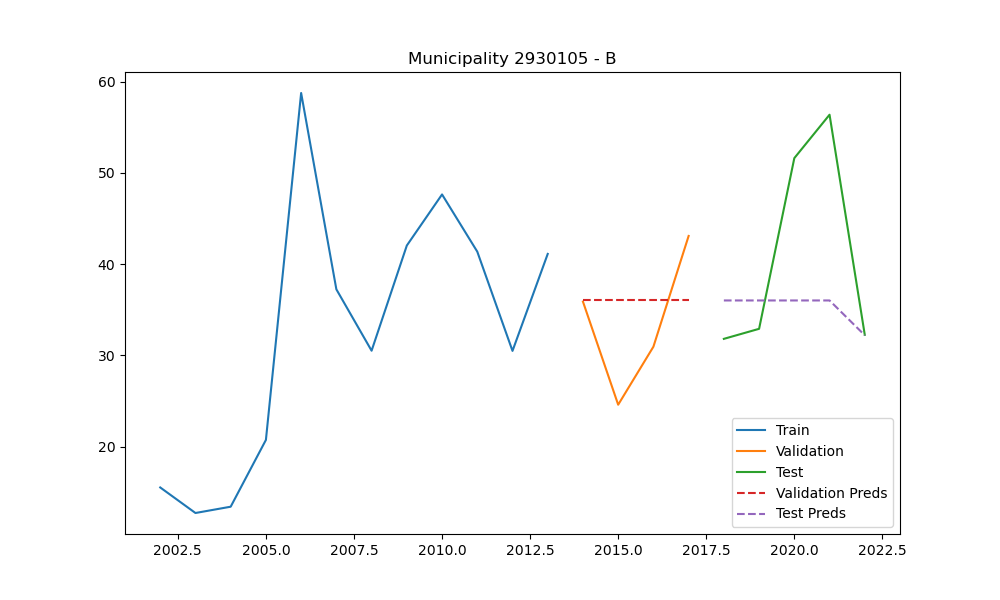 Municipality 2930105 - B
60
50
40
30
20
2002.5 2005.0 2007.5 2010.0 2012.5 2015.0 2017.5 2020.0 2022.5
Train
Validation
Test
Validation Preds
Test Preds